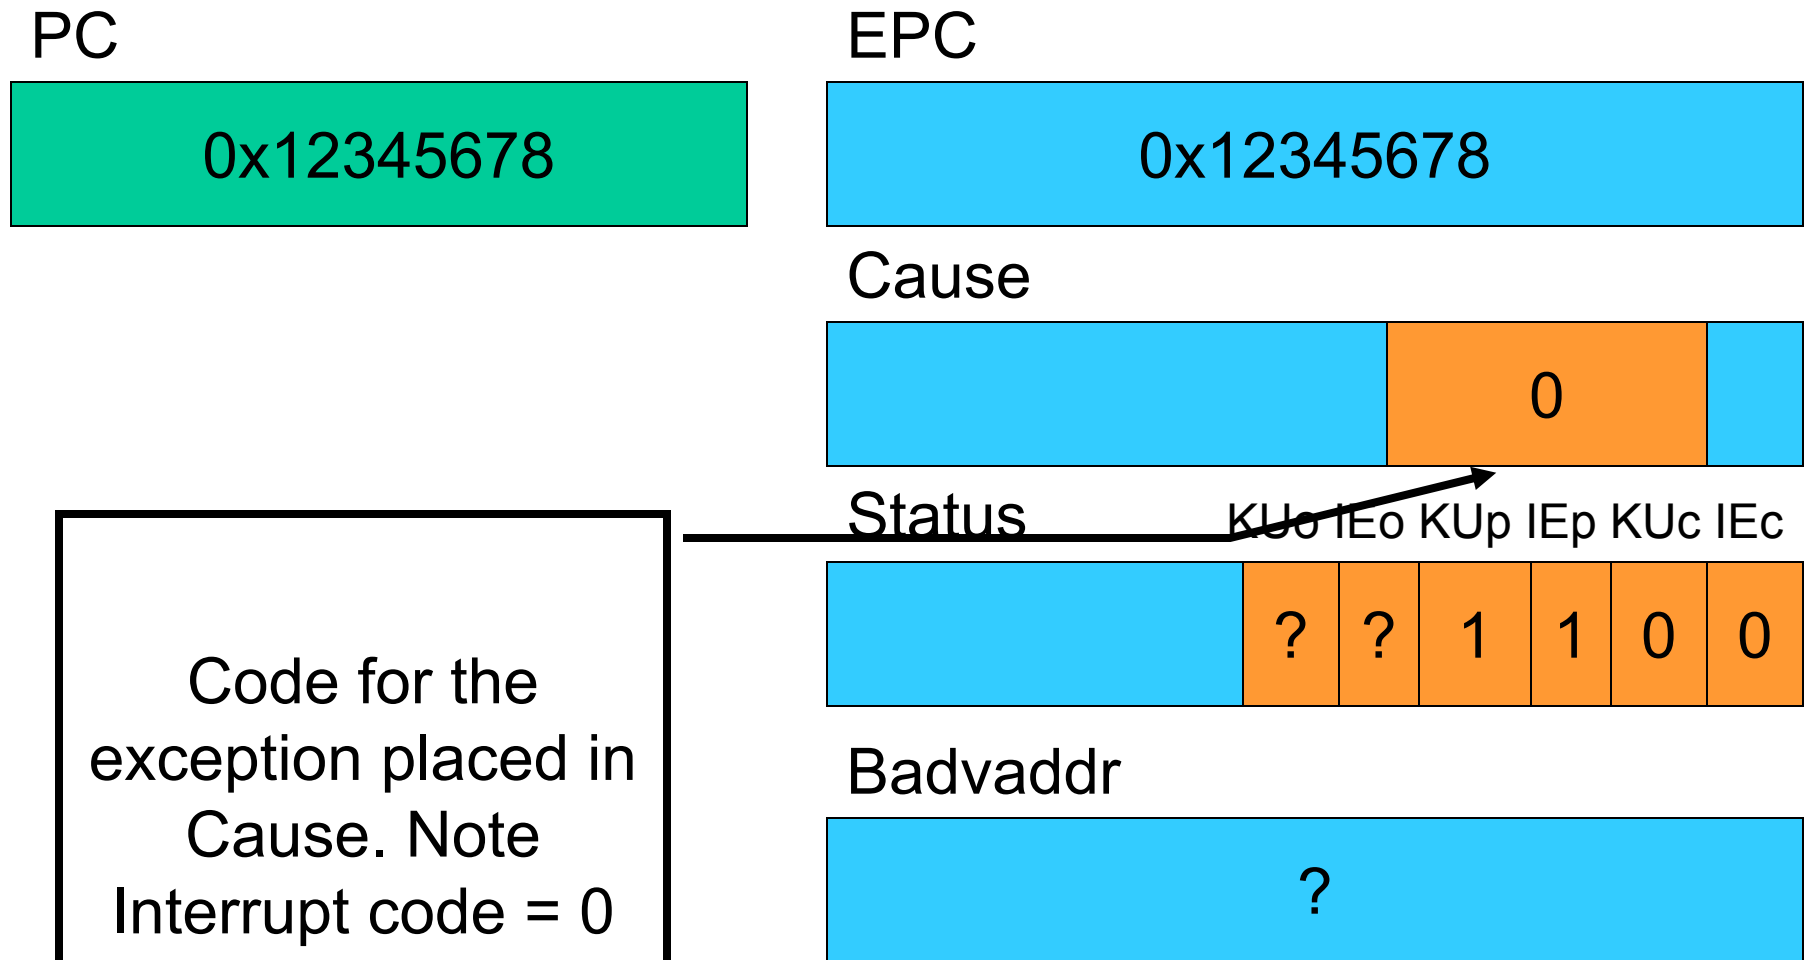 PC
EPC
0x12345678
0x12345678
Cause
0
Status
KUo IEo KUp IEp KUc IEc
? ? 1 1 0 0
Code for the
exception placed in
Cause. Note
Interrupt code = 0
Badvaddr
?